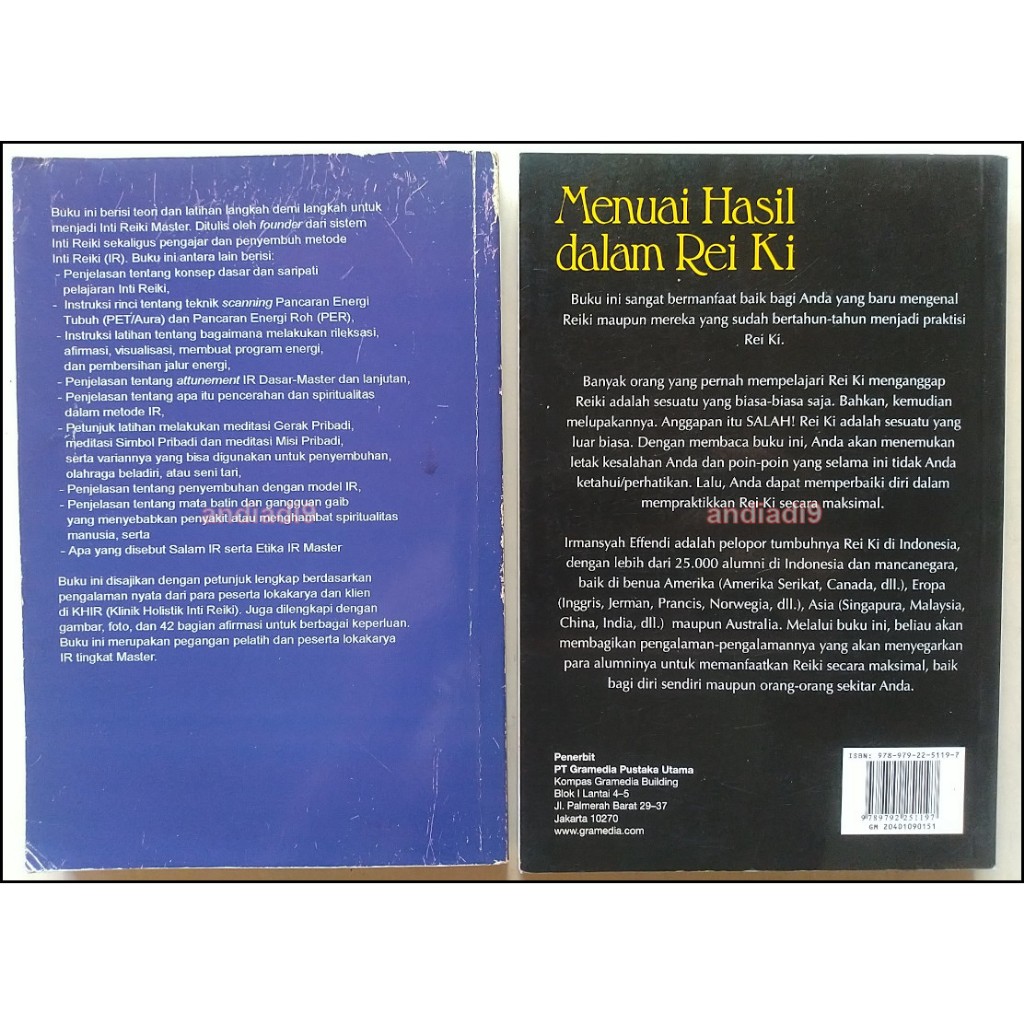 Buku ini berisi teori dan latihan langkah demi langkah untuk
menjadi Inti Reiki Master. Ditulis oleh founder dari sistem
Inti Reiki sekaligus pengajar dan penyembuh metode
Inti Reiki (IR). Buku ini antara lain berisi:
- Penjelasan tentang konsep dasar dan saripati
pelajaran Inti Reiki,
- Instruksi rinci tentang teknik scanning Pancaran Energi
Tubuh (PET/Aura) dan Pancaran Energi Roh (PER),
- Instruksi latihan tentang bagaimana melakukan rileksasi,
afirmasi, visualisasi, membuat program energi,
dan pembersihan jalur energi,
- Penjelasan tentang attunement IR Dasar-Master dan lanjutan,
- Penjelasan tentang apa itu pencerahan dan spiritualitas
dalam metode IR,
- Petunjuk latihan melakukan meditasi Gerak Pribadi,
meditasi Simbol Pribadi dan meditasi Misi Pribadi,
serta variannya yang bisa digunakan untuk penyembuhan,
olahraga beladiri, atau seni tari,
- Penjelasan tentang penyembuhan dengan model IR,
- Penjelasan tentang mata batin dan gangguan gaib
yang menyebabkan penyakit atau menghambat spiritualitas
manusia, serta
- Apa yang disebut Salam IR serta Etika IR Master
Buku ini disajikan dengan petunjuk lengkap berdasarkan
pengalaman nyata dari para peserta lokakarya dan klien
di KHIR (Klinik Holistik Inti Reiki). Juga dilengkapi dengan
gambar, foto, dan 42 bagian afirmasi untuk berbagai keperluan.
Buku ini merupakan pegangan pelatih dan peserta lokakarya
IR tingkat Master.
andiadi9
Menuai Hasil
dalam Rei Ki
Buku ini sangat bermanfaat baik bagi Anda yang baru mengenal
Reiki maupun mereka yang sudah bertahun-tahun menjadi praktisi
Rei Ki.
Banyak orang yang pernah mempelajari Rei Ki menganggap
Reiki adalah sesuatu yang biasa-biasa saja. Bahkan, kemudian
melupakannya. Anggapan itu SALAH! Rei Ki adalah sesuatu yang
luar biasa. Dengan membaca buku ini, Anda akan menemukan
letak kesalahan Anda dan poin-poin yang selama ini tidak Anda
ketahui/perhatikan. Lalu, Anda dapat memperbaiki diri dalam
mempraktikkan Rei Ki secara maksimal.
andiadi9
Irmansyah Effendi adalah pelopor tumbuhnya Rei Ki di Indonesia,
dengan lebih dari 25.000 alumni di Indonesia dan mancanegara,
baik di benua Amerika (Amerika Serikat, Canada, dll.), Eropa
(Inggris, Jerman, Prancis, Norwegia, dll.), Asia (Singapura, Malaysia,
China, India, dll.) maupun Australia. Melalui buku ini, beliau akan
membagikan pengalaman-pengalamannya yang akan menyegarkan
para alumninya untuk memanfaatkan Reiki secara maksimal, baik
bagi diri sendiri maupun orang-orang sekitar Anda.
Penerbit
PT Gramedia Pustaka Utama
Kompas Gramedia Building
Blok I Lantai 4–5
Jl. Palmerah Barat 29–37
Jakarta 10270
www.gramedia.com
ISBN: 978-979-22-5119-7
9789792251197
GM 20401090151